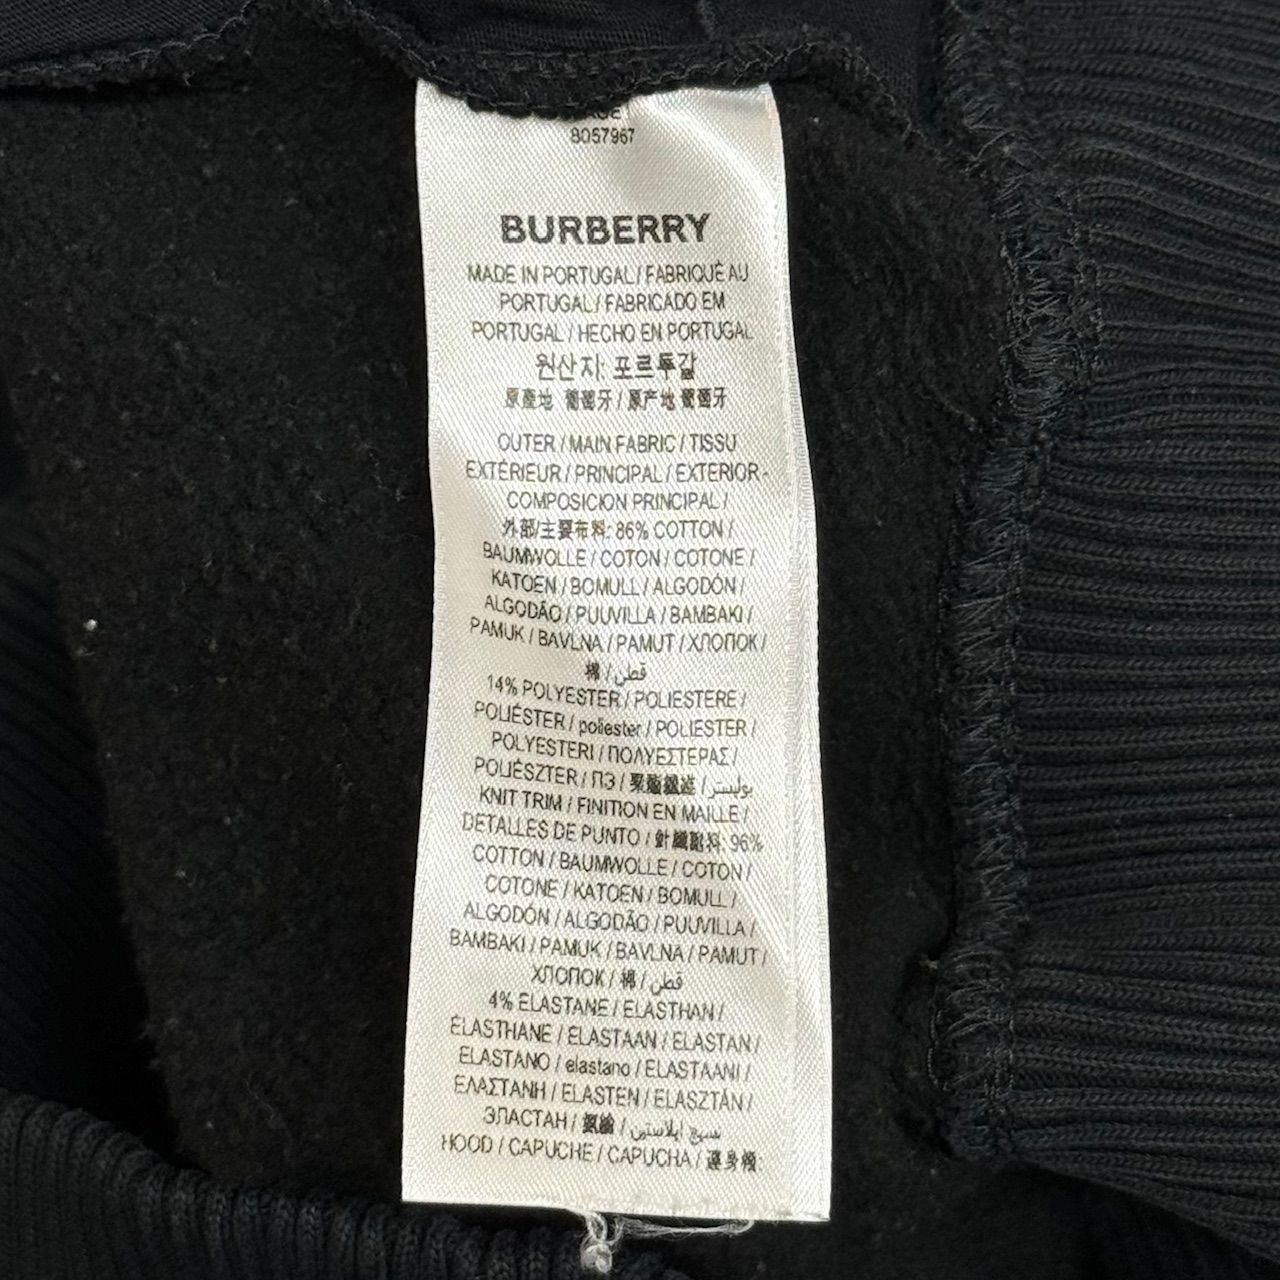 8057967
BURBERRY
MADE IN PORTUGAL / FABRIQUÉ AU
PORTUGAL / FABRICADO EM
PORTUGAL / HECHO EN PORTUGAL
원산지: 포르투갈
原產地 葡萄牙 / 原产地 葡萄牙
OUTER / MAIN FABRIC / TISSU
EXTÉRIEUR / PRINCIPAL / EXTERIOR -
COMPOSICION PRINCIPAL /
外部/主要布料: 86% COTTON /
BAUMWOLLE / COTON / COTONE /
KATOEN / BOMULL / ALGODÓN /
ALGODÃO / PUUVILLA / BAMBAKI /
PAMUK / BAVLNA / PAMUT / ХЛОПОК /
棉 / قطن
14% POLYESTER / POLIESTERE /
POLIÉSTER / poliester / POLIESTER /
POLYESTERI / ΠΟΛΥΕΣΤΕΡΑΣ /
POLIÉSZTER / ПЭ / 聚酯纖維 / بوليستر
KNIT TRIM / FINITION EN MAILLE /
DETALLES DE PUNTO / 針織配料: 96%
COTTON / BAUMWOLLE / COTON /
COTONE / KATOEN / BOMULL /
ALGODÓN / ALGODÃO / PUUVILLA /
BAMBAKI / PAMUK / BAVLNA / PAMUT /
ХЛОПОК / 棉 / قطن
4% ELASTANE / ELASTHAN /
ÉLASTHANE / ELASTAAN / ELASTAN /
ELASTANO / elastano / ELASTAANI /
ΕΛΑΣΤΑΝΗ / ELASTEN / ELASZTÁN /
ЭЛАСТАН / 氨綸 / نسيج إيلاستين
HOOD / CAPUCHE / CAPUCHA / 連身帽: